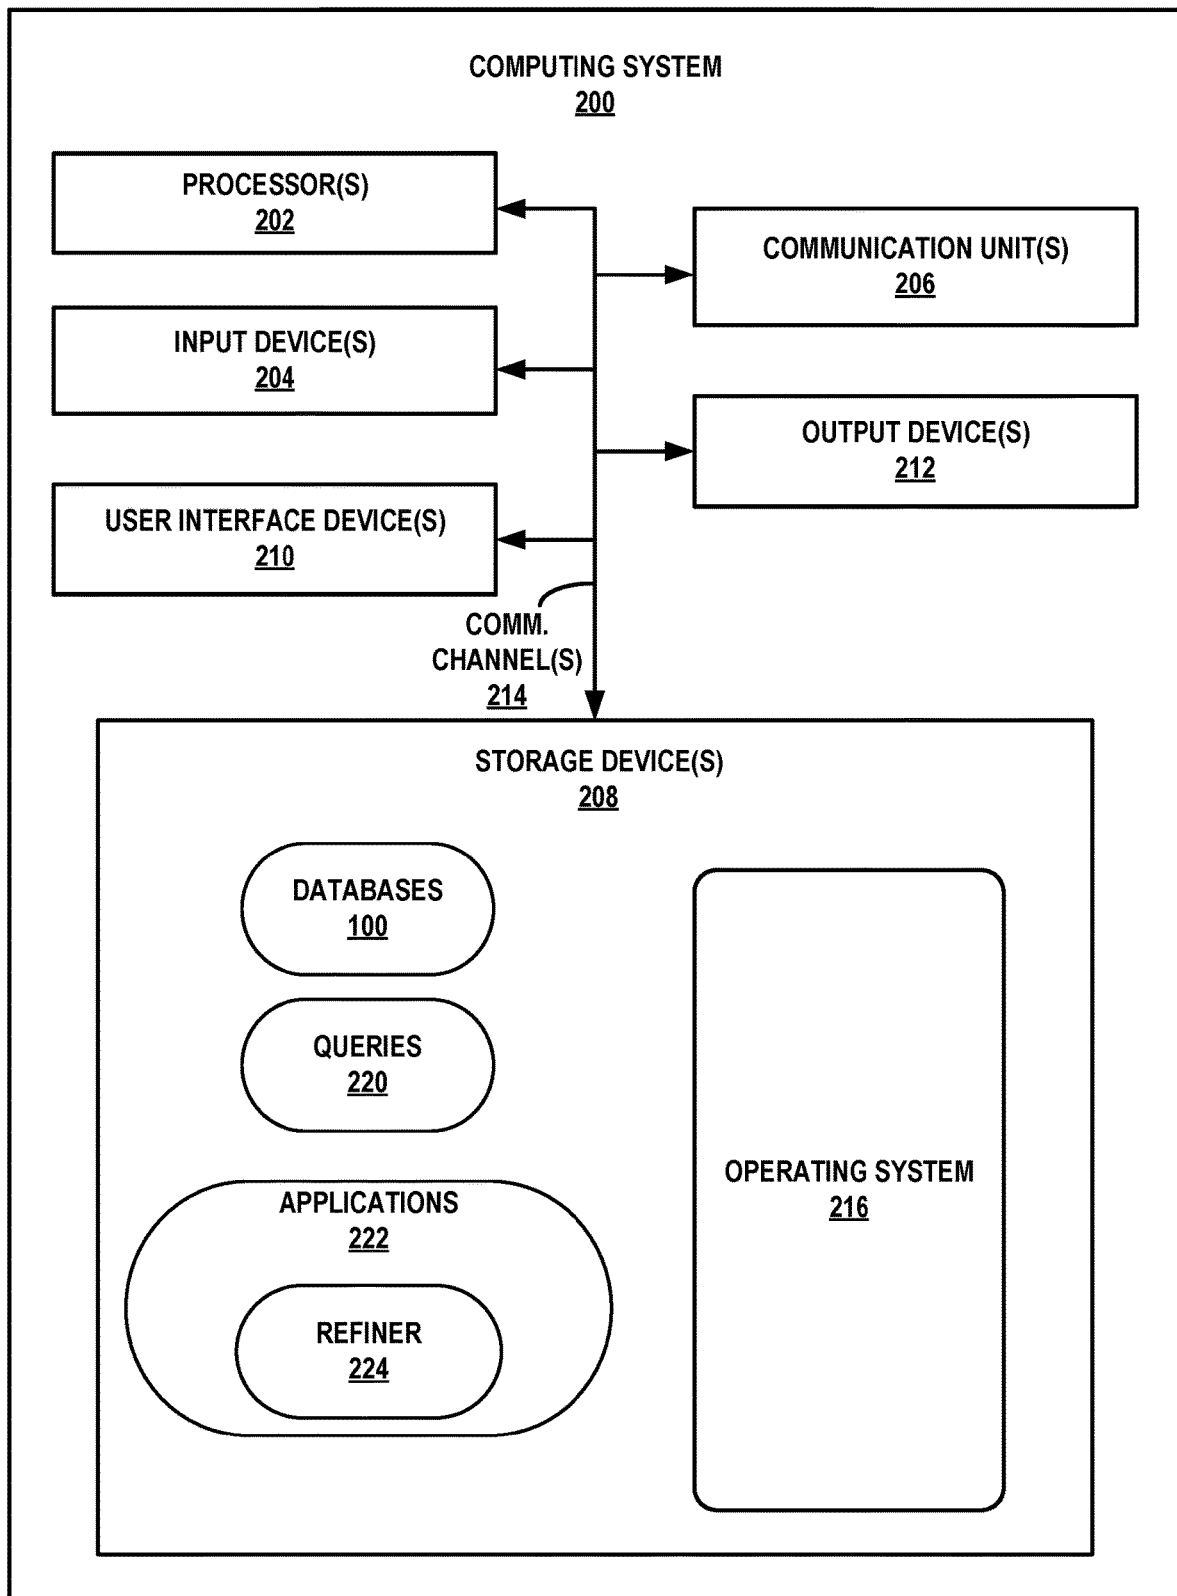 COMPUTING SYSTEM
200
PROCESSOR(S)
202
COMMUNICATION UNIT(S)
206
INPUT DEVICE(S)
204
OUTPUT DEVICE(S)
212
USER INTERFACE DEVICE(S)
210
COMM.
CHANNEL(S)
214
STORAGE DEVICE(S)
208
DATABASES
100
QUERIES
220
APPLICATIONS
222
REFINER
224
OPERATING SYSTEM
216